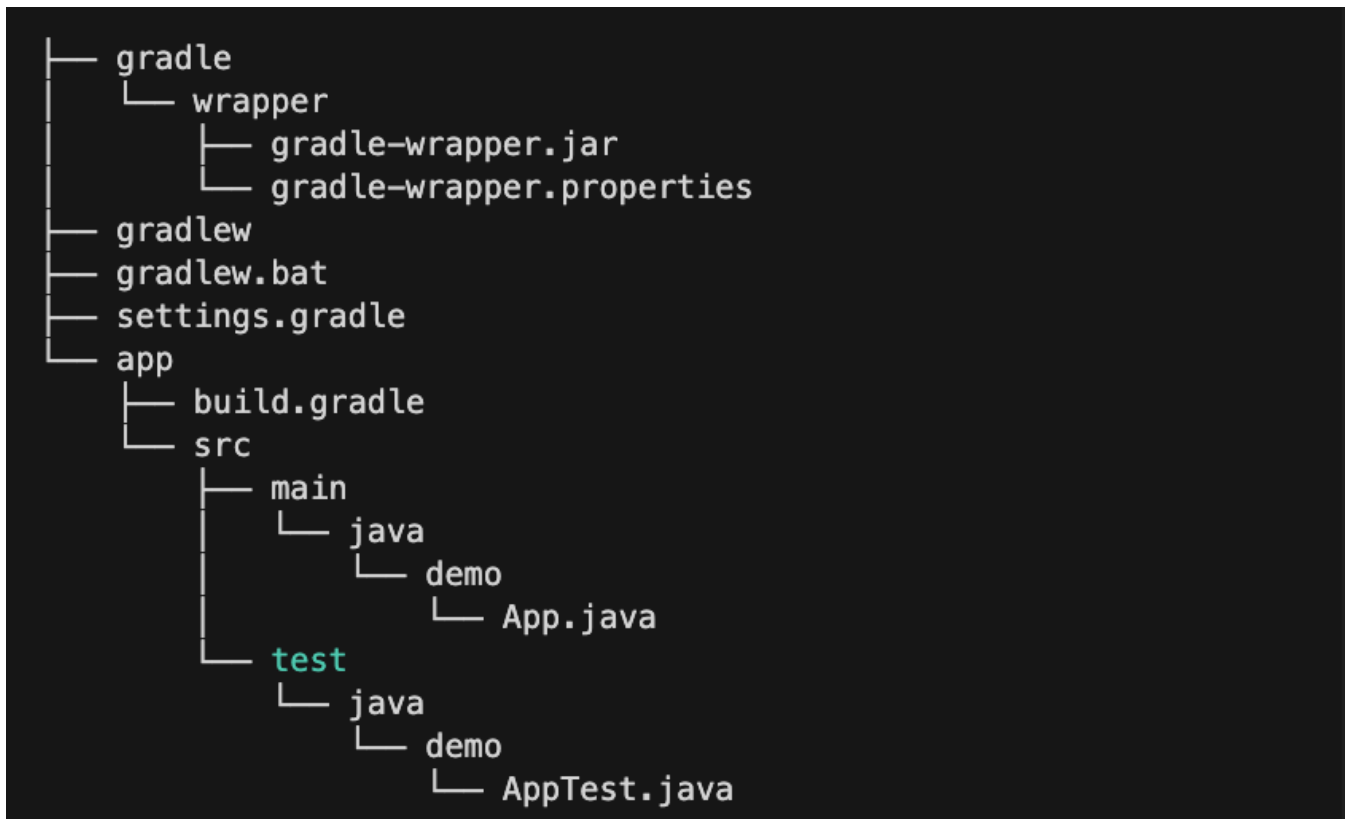 ├── gradle
│   └── wrapper
│       ├── gradle-wrapper.jar
│       └── gradle-wrapper.properties
├── gradlew
├── gradlew.bat
├── settings.gradle
└── app
    ├── build.gradle
    └── src
        ├── main
        │   └── java
        │       └── demo
        │           └── App.java
        └── test
            └── java
                └── demo
                    └── AppTest.java